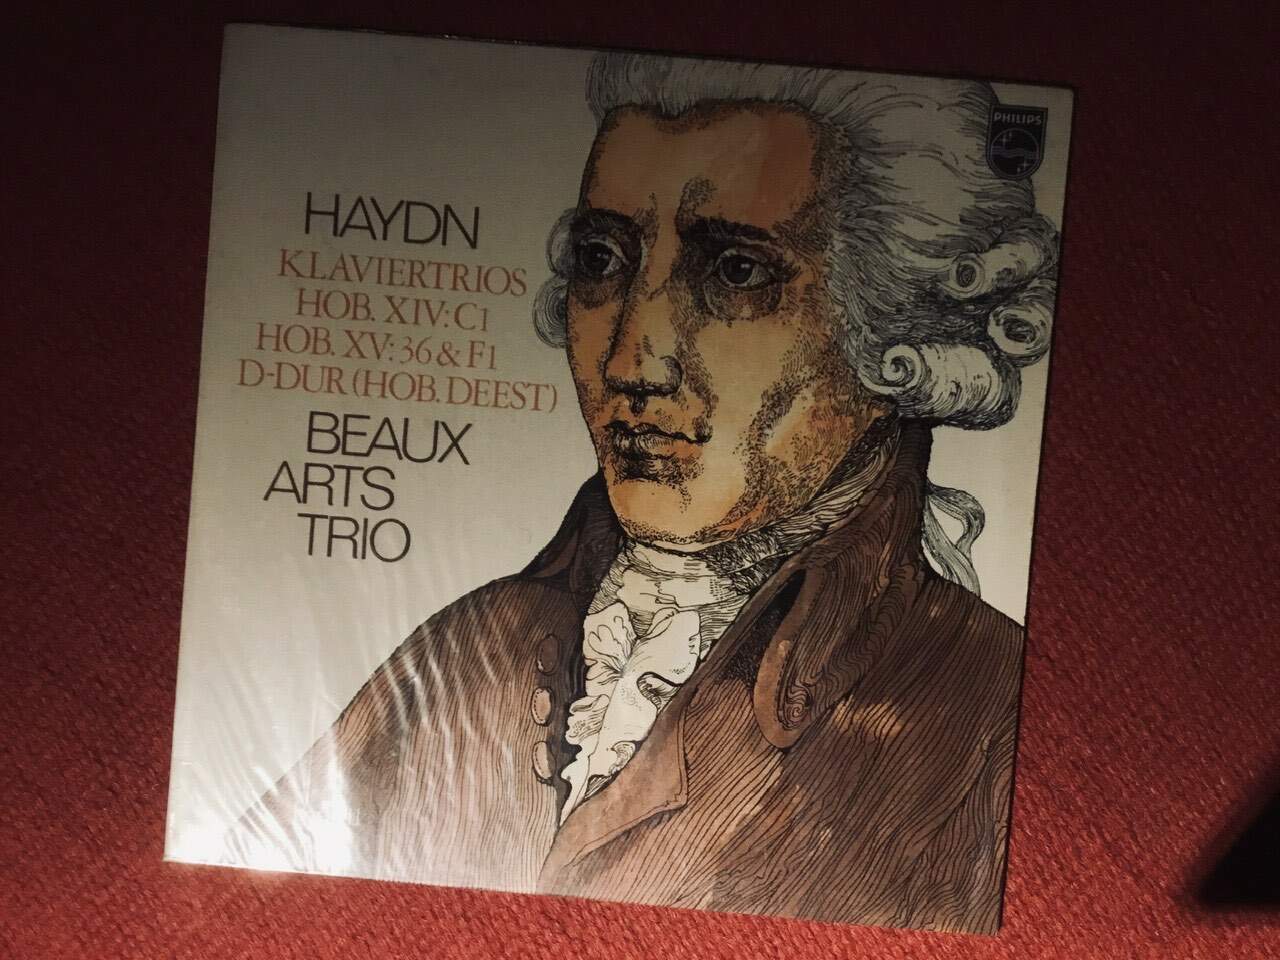 PHILIPS
HAYDN
KLAVIERTRIOS
HOB. XIV: C1
HOB. XV: 36 & F1
D-DUR (HOB. DEEST)
BEAUX
ARTS
TRIO